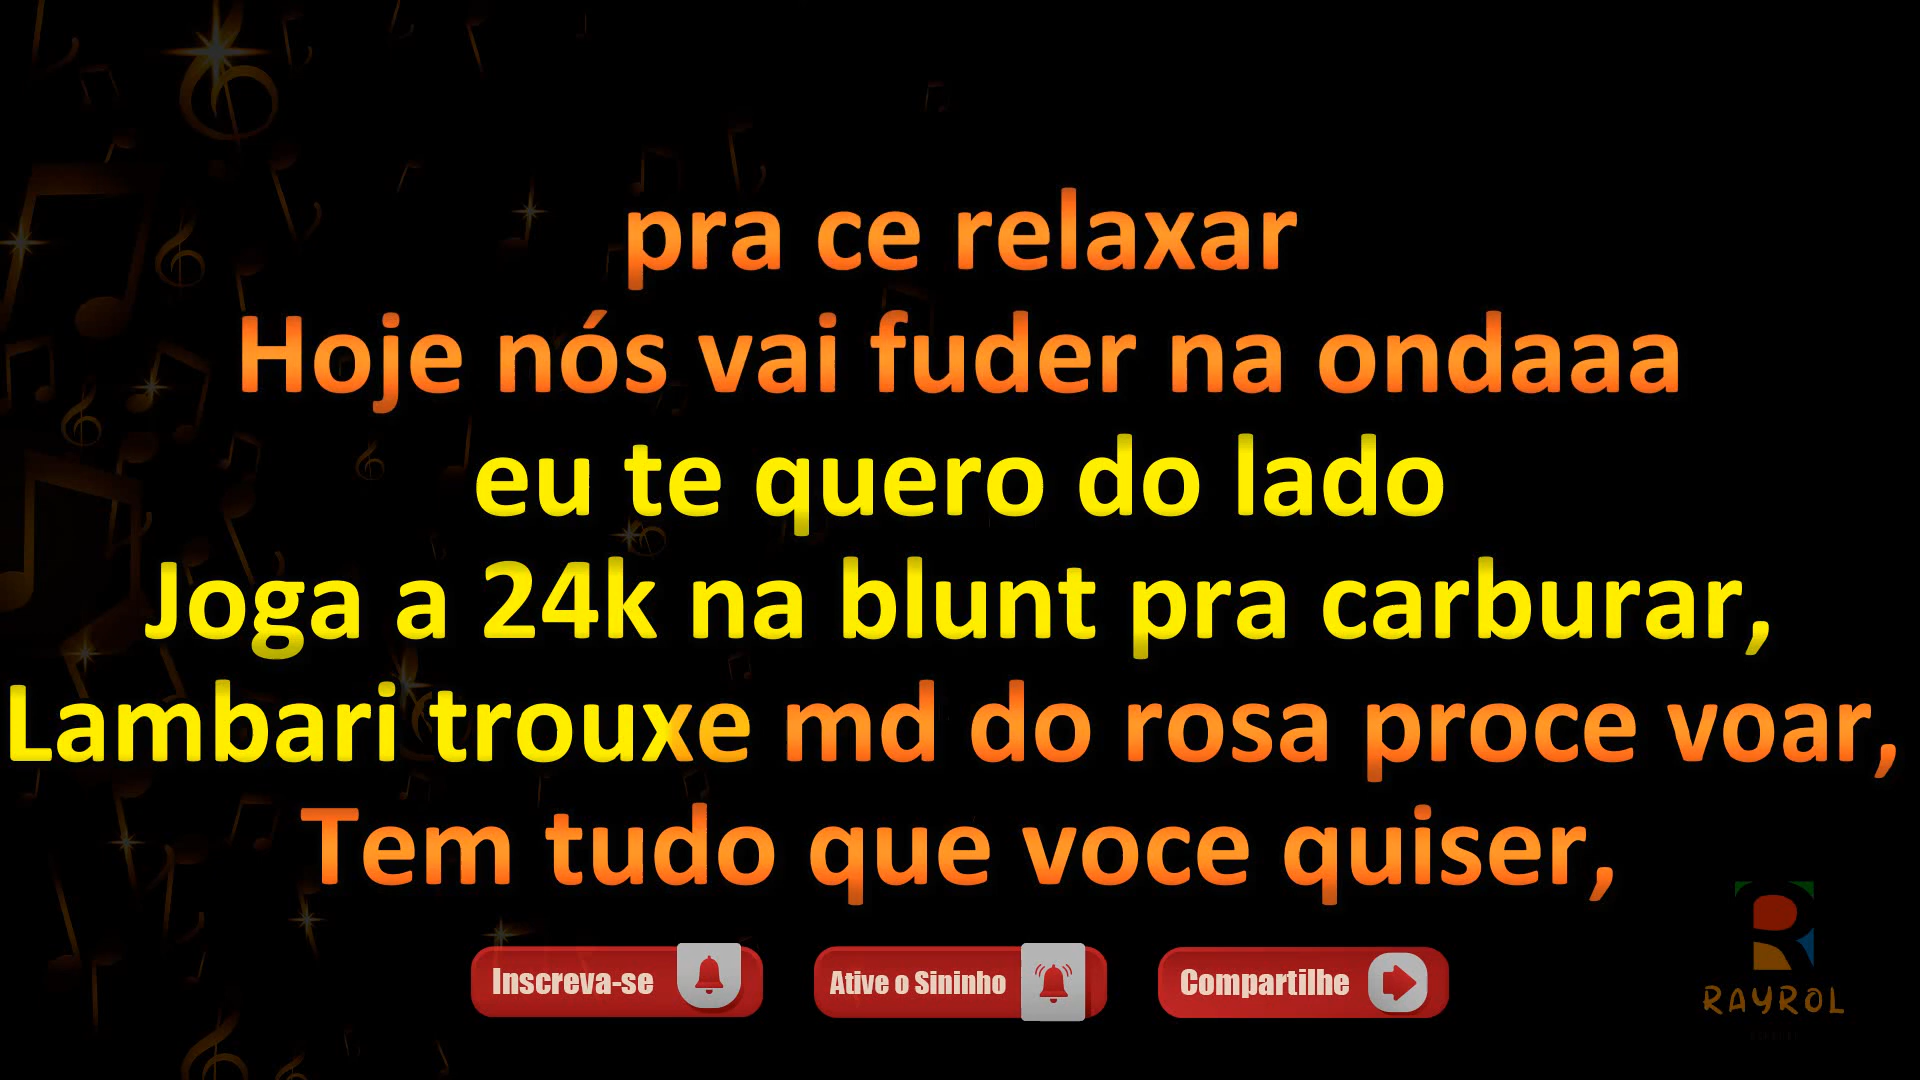 pra ce relaxar
Hoje nós vai fuder na ondaaa
eu te quero do lado
Joga a 24k na blunt pra carburar,
Lambari trouxe md do rosa proce voar,
Tem tudo que voce quiser,
Inscreva-se
Ative o Sininho
Compartilhe
RAYROL